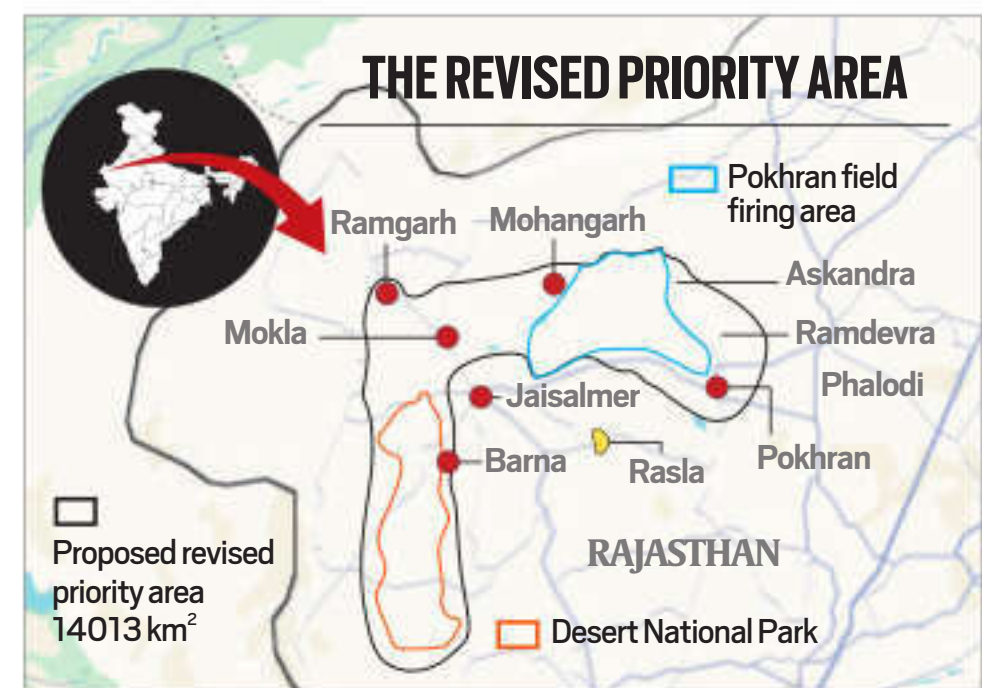 THE REVISED PRIORITY AREA
Pokhran field
firing area
Ramgarh
Mohangarh
Askandra
Mokla
Ramdevra
Phalodi
Jaisalmer
Barna
Rasla
Pokhran
Proposed revised
priority area
14013 km²
RAJASTHAN
Desert National Park